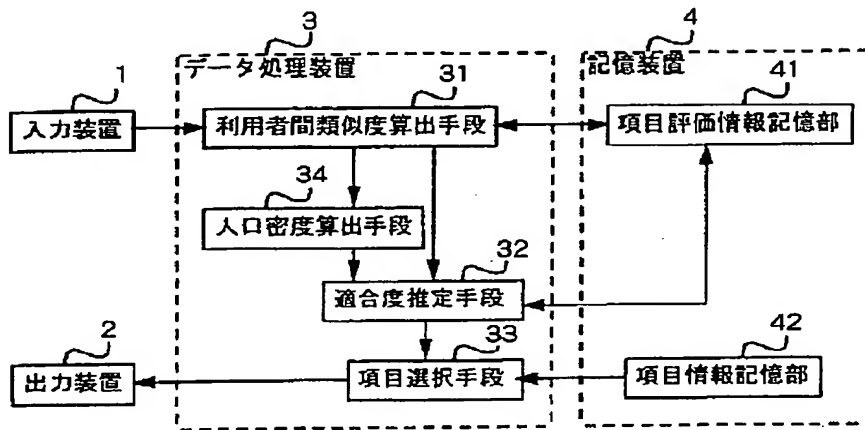 3
4
データ処理装置
記憶装置
1
31
41
入力装置
利用者間類似度算出手段
項目評価情報記憶部
34
人口密度算出手段
32
適合度推定手段
2
33
42
出力装置
項目選択手段
項目情報記憶部